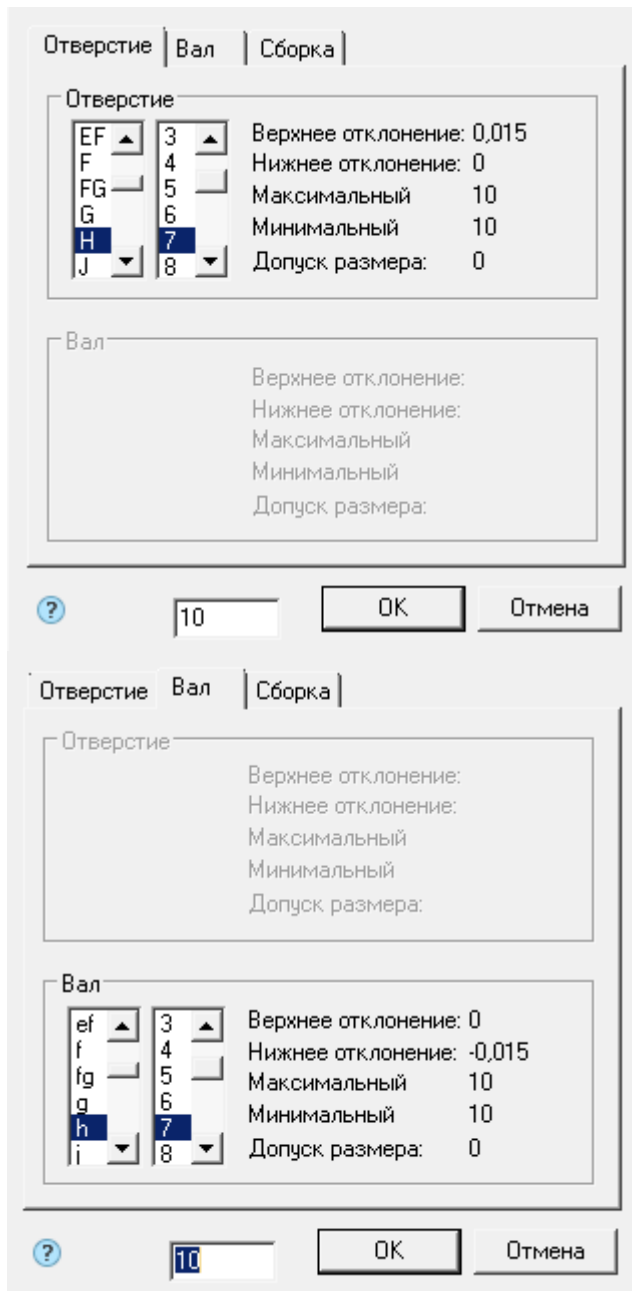 Отверстие Вал Сборка
Отверстие
EF 3 Верхнее отклонение: 0,015
F 4 Нижнее отклонение: 0
FG 5 Максимальный 10
G 6 Минимальный 10
H 7 Допуск размера: 0
J 8
Вал
Верхнее отклонение:
Нижнее отклонение:
Максимальный
Минимальный
Допуск размера:
? 10 OK Отмена
Отверстие Вал Сборка
Отверстие
Верхнее отклонение:
Нижнее отклонение:
Максимальный
Минимальный
Допуск размера:
Вал
ef 3 Верхнее отклонение: 0
f 4 Нижнее отклонение: -0,015
fg 5 Максимальный 10
g 6 Минимальный 10
h 7 Допуск размера: 0
j 8
? 10 OK Отмена